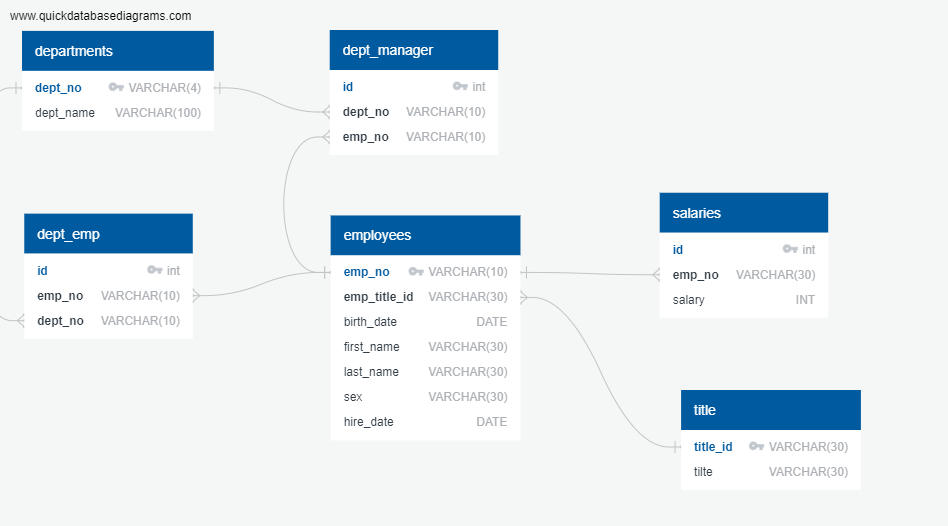 www.quickdatabasediagrams.com
departments
dept_no VARCHAR(4)
dept_name VARCHAR(100)
dept_manager
id int
dept_no VARCHAR(10)
emp_no VARCHAR(10)
dept_emp
id int
emp_no VARCHAR(10)
dept_no VARCHAR(10)
employees
emp_no VARCHAR(10)
emp_title_id VARCHAR(30)
birth_date DATE
first_name VARCHAR(30)
last_name VARCHAR(30)
sex VARCHAR(30)
hire_date DATE
salaries
id int
emp_no VARCHAR(30)
salary INT
title
title_id VARCHAR(30)
tilte VARCHAR(30)